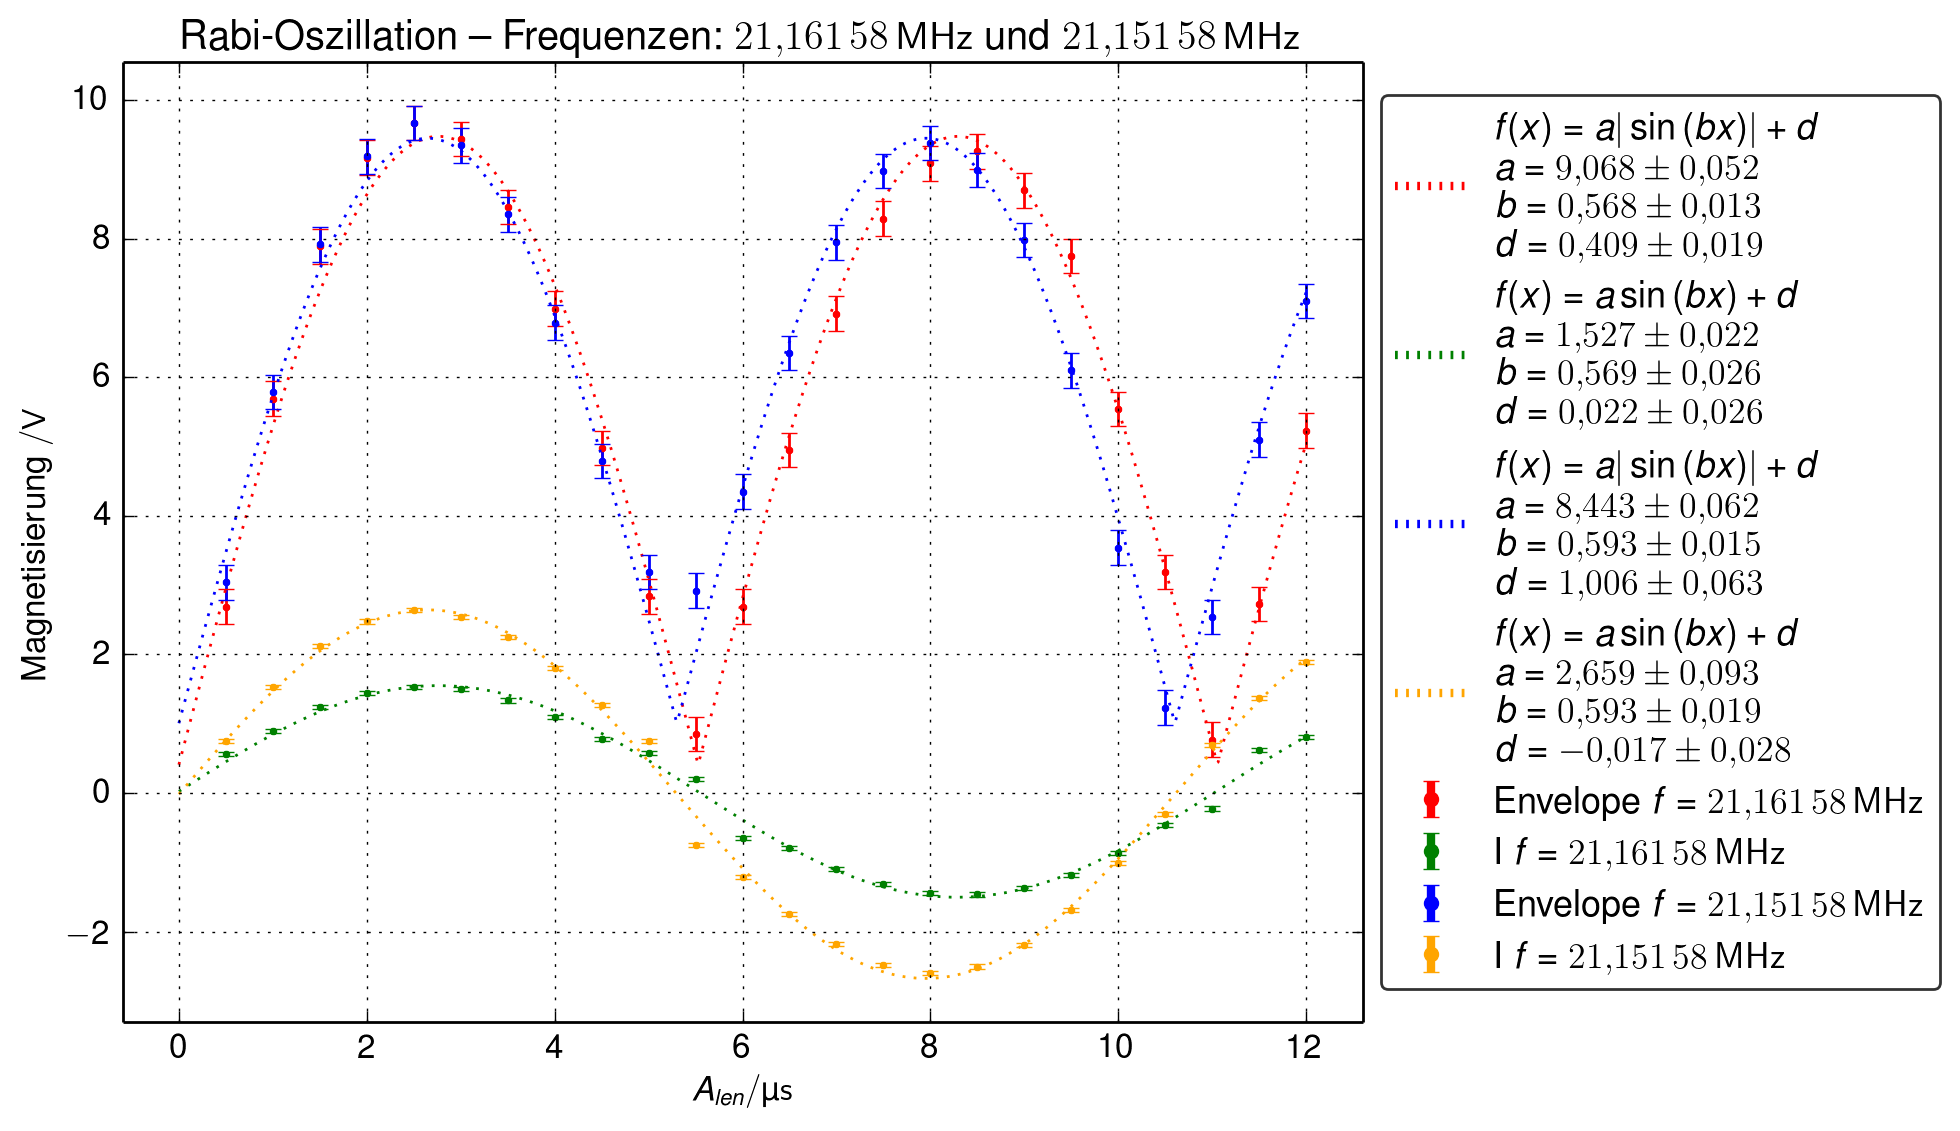 Rabi-Oszillation – Frequenzen: 21,161 58 MHz und 21,151 58 MHz
10
8
6
4
2
0
−2
Magnetisierung /V
0 2 4 6 8 10 12
A_len/µs
f(x) = a| sin (bx)| + d
a = 9,068 ± 0,052
b = 0,568 ± 0,013
d = 0,409 ± 0,019
f(x) = a sin (bx) + d
a = 1,527 ± 0,022
b = 0,569 ± 0,026
d = 0,022 ± 0,026
f(x) = a| sin (bx)| + d
a = 8,443 ± 0,062
b = 0,593 ± 0,015
d = 1,006 ± 0,063
f(x) = a sin (bx) + d
a = 2,659 ± 0,093
b = 0,593 ± 0,019
d = −0,017 ± 0,028
Envelope f = 21,161 58 MHz
I f = 21,161 58 MHz
Envelope f = 21,151 58 MHz
I f = 21,151 58 MHz